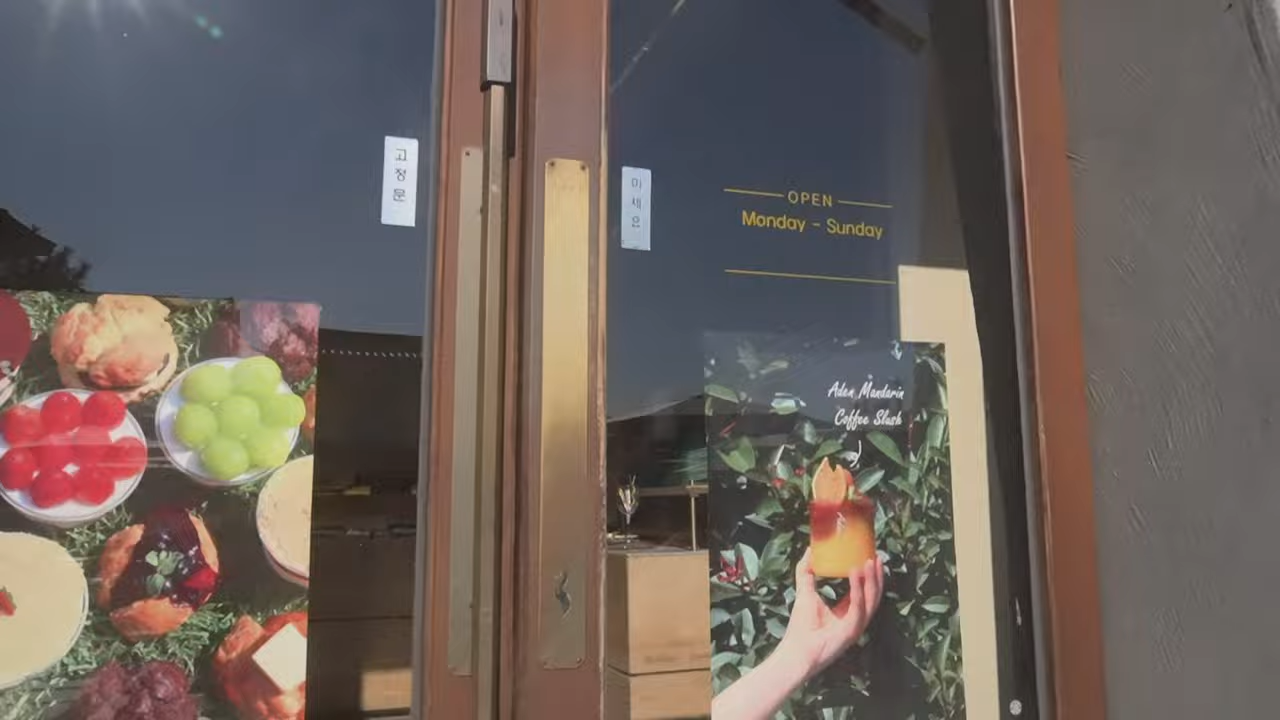 고정문
미세요
OPEN
Monday - Sunday
Aden Mandarin
Coffee Slush